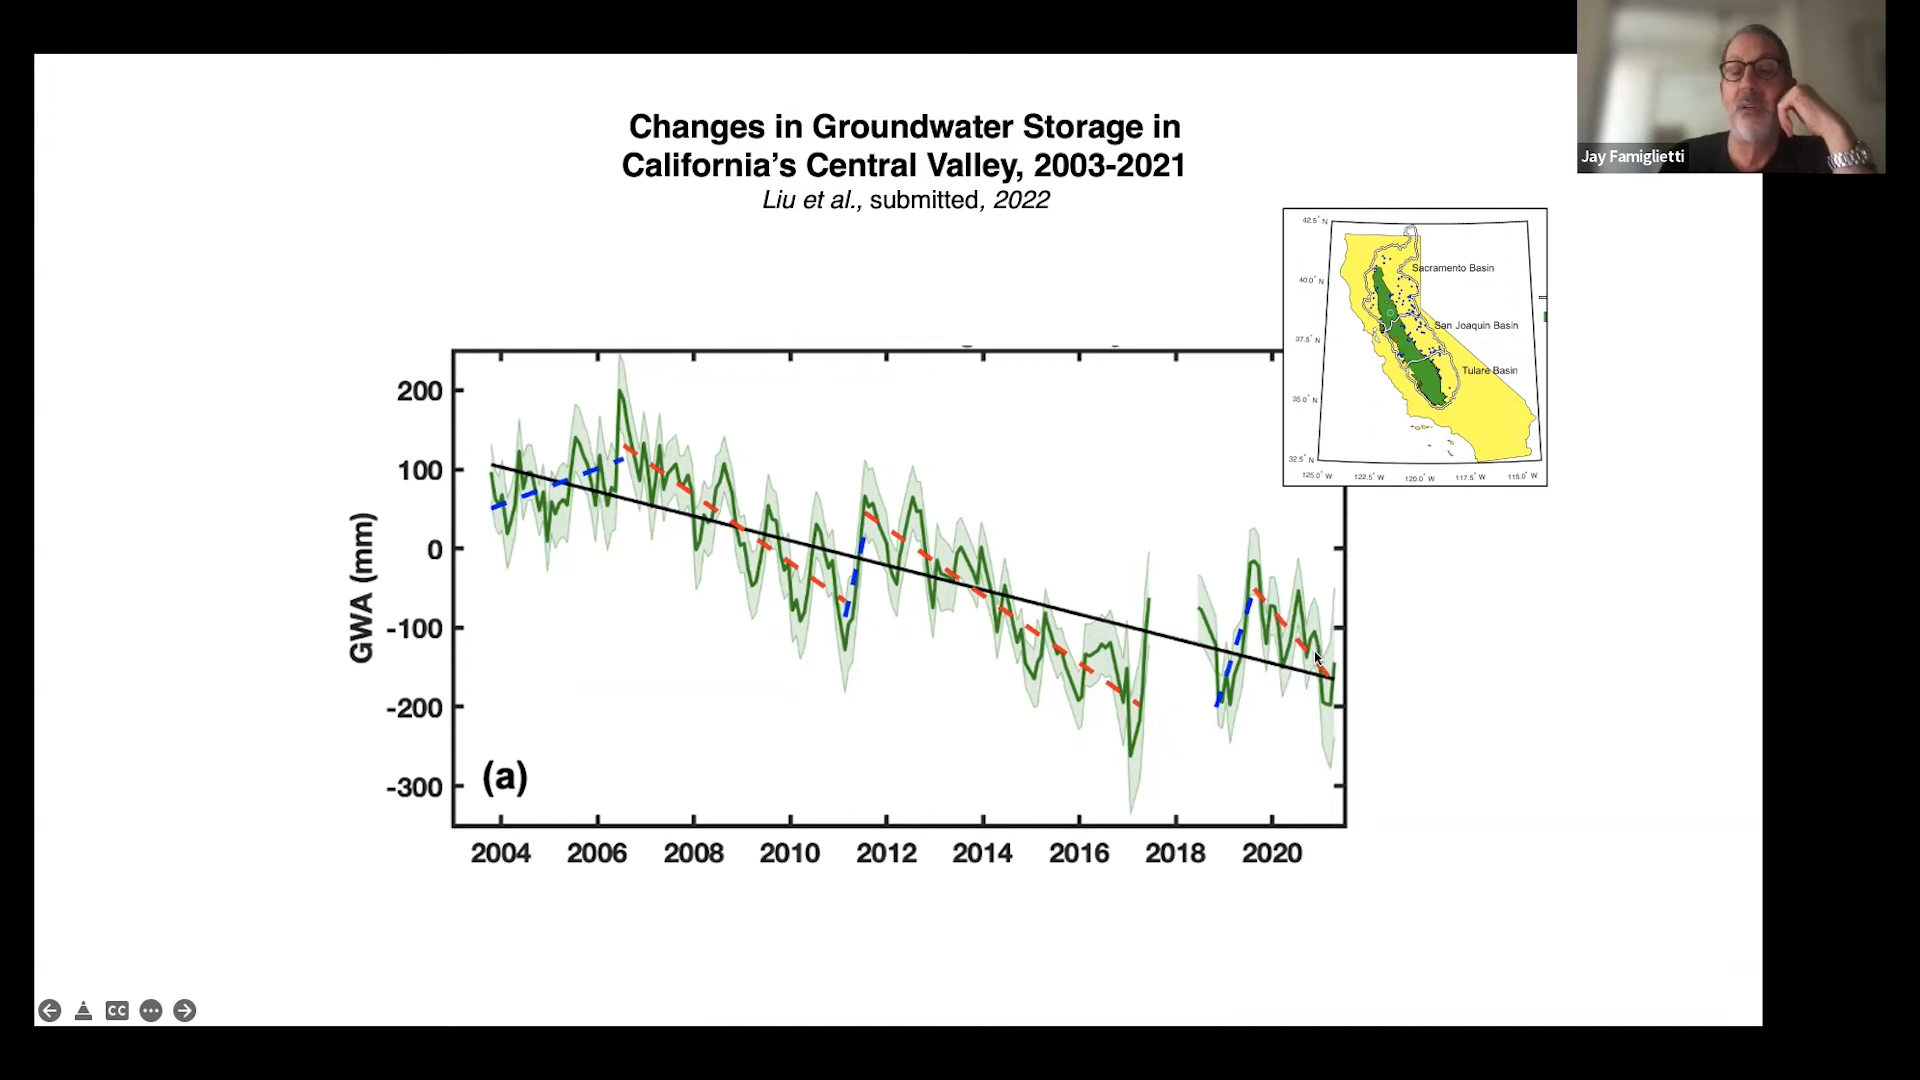 Changes in Groundwater Storage in
California's Central Valley, 2003-2021
Liu et al., submitted, 2022
Jay Famiglietti
42.5° N
40.0° N
37.5° N
35.0° N
32.5° N
125.0° W 122.5° W 120.0° W 117.5° W 115.0° W
Sacramento Basin
San Joaquin Basin
Tulare Basin
GWA (mm)
200
100
0
-100
-200
-300
(a)
2004 2006 2008 2010 2012 2014 2016 2018 2020
CC